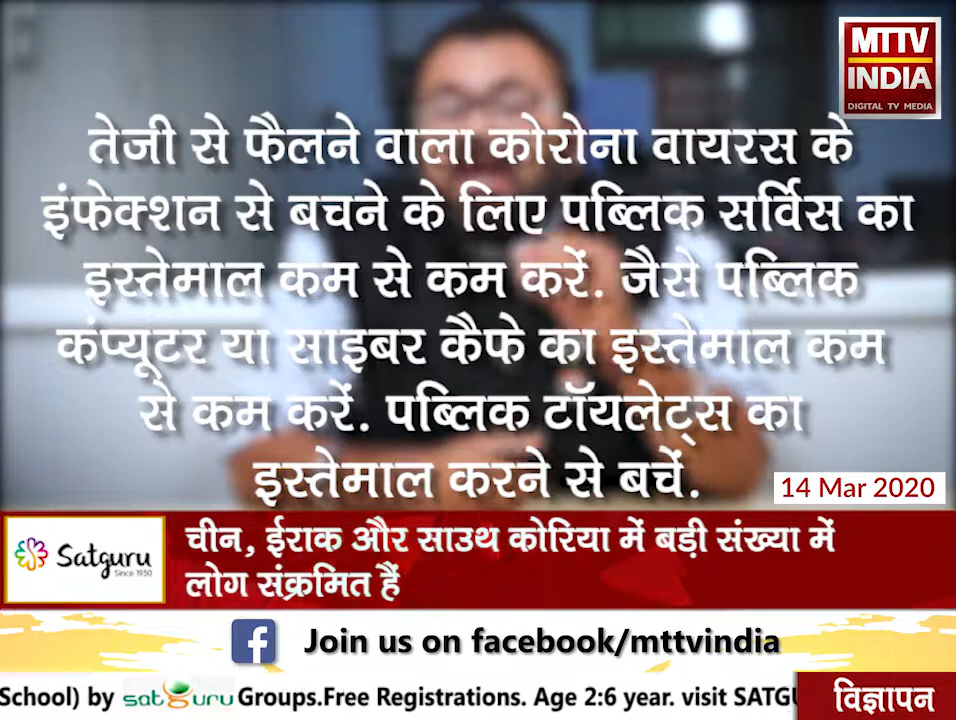 MTTV
INDIA
DIGITAL TV MEDIA
तेजी से फैलने वाला कोरोना वायरस के
इंफेक्शन से बचने के लिए पब्लिक सर्विस का
इस्तेमाल कम से कम करें. जैसे पब्लिक
कंप्यूटर या साइबर कैफे का इस्तेमाल कम
से कम करें. पब्लिक टॉयलेट्स का
इस्तेमाल करने से बचें.
14 Mar 2020
Satguru
Since 1950
चीन, ईराक और साउथ कोरिया में बड़ी संख्या में
लोग संक्रमित हैं
Join us on facebook/mttvindia
School) by satguru Groups.Free Registrations. Age 2:6 year. visit SATGU
विज्ञापन